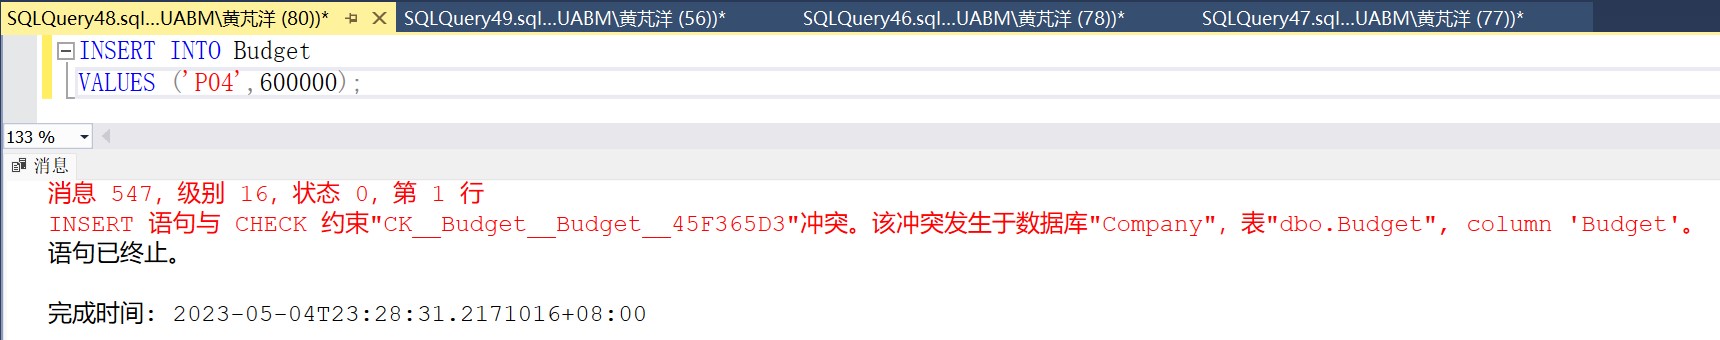 SQLQuery48.sql...UABM\黄芃洋 (80))* SQLQuery49.sql...UABM\黄芃洋 (56))* SQLQuery46.sql...UABM\黄芃洋 (78))* SQLQuery47.sql...UABM\黄芃洋 (77))*
INSERT INTO Budget
VALUES ('P04',600000);
133 %
消息
消息 547，级别 16，状态 0，第 1 行
INSERT 语句与 CHECK 约束"CK__Budget__Budget__45F365D3"冲突。该冲突发生于数据库"Company"，表"dbo.Budget", column 'Budget'。
语句已终止。
完成时间: 2023-05-04T23:28:31.2171016+08:00